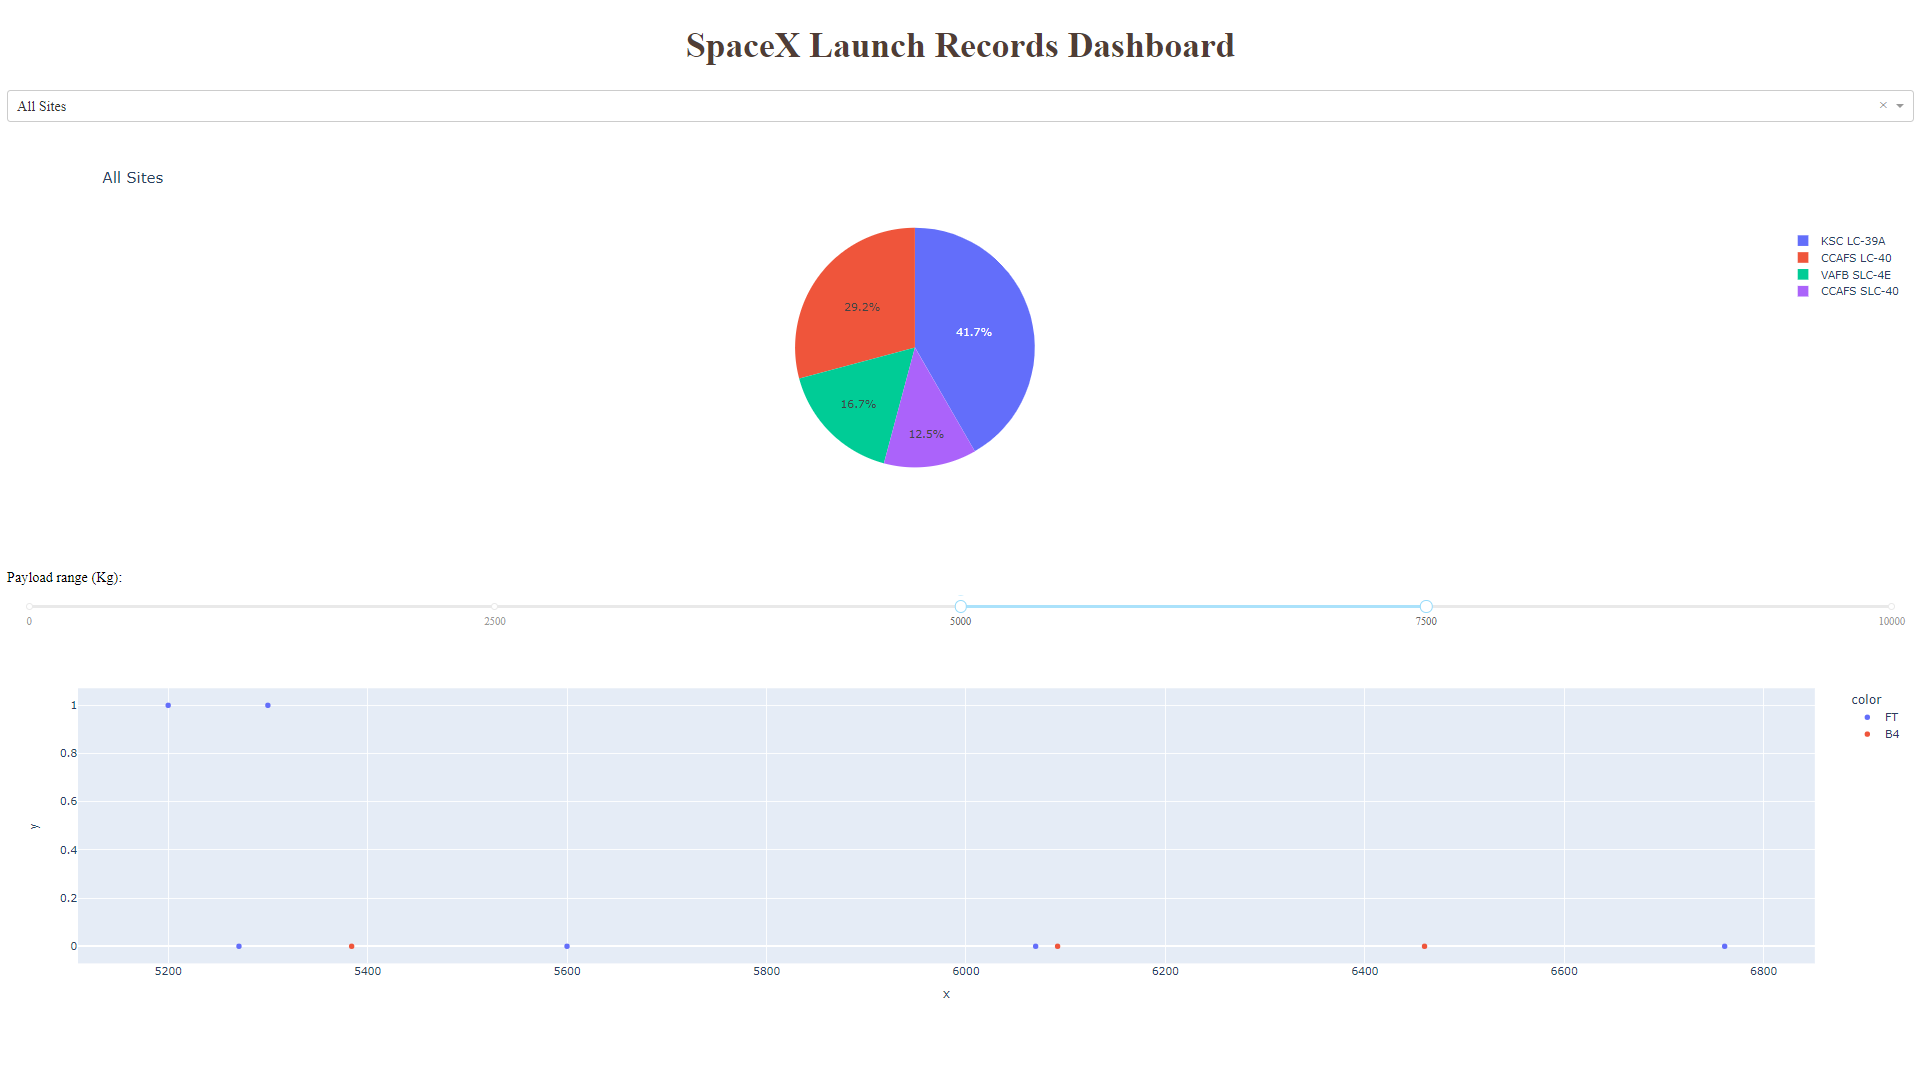 SpaceX Launch Records Dashboard
All Sites
×
All Sites
KSC LC-39A
CCAFS LC-40
VAFB SLC-4E
CCAFS SLC-40
29.2%
41.7%
16.7%
12.5%
Payload range (Kg):
0 2500 5000 7500 10000
color
FT
B4
1
0.8
0.6
y
0.4
0.2
0
5200 5400 5600 5800 6000 6200 6400 6600 6800
x